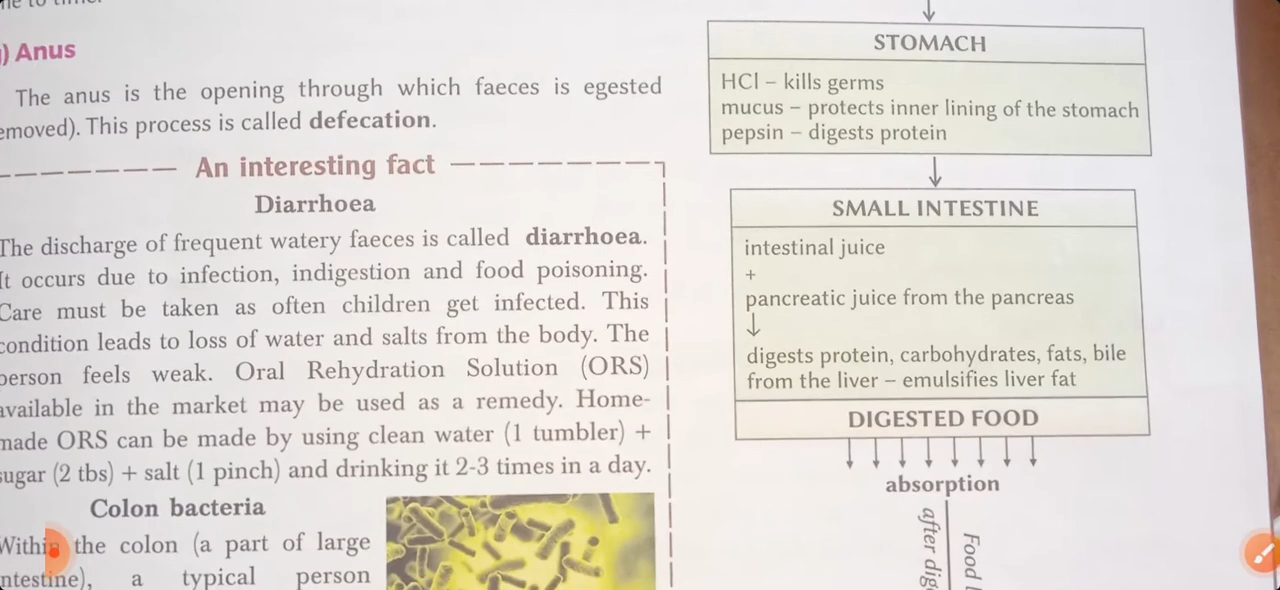 ) Anus
The anus is the opening through which faeces is egested
emoved). This process is called defecation.
An interesting fact
Diarrhoea
The discharge of frequent watery faeces is called diarrhoea.
It occurs due to infection, indigestion and food poisoning.
Care must be taken as often children get infected. This
condition leads to loss of water and salts from the body. The
person feels weak. Oral Rehydration Solution (ORS)
available in the market may be used as a remedy. Home-
made ORS can be made by using clean water (1 tumbler) +
sugar (2 tbs) + salt (1 pinch) and drinking it 2-3 times in a day.
Colon bacteria
Within the colon (a part of large
ntestine), a typical person
STOMACH
HCl – kills germs
mucus – protects inner lining of the stomach
pepsin – digests protein
SMALL INTESTINE
intestinal juice
+
pancreatic juice from the pancreas
digests protein, carbohydrates, fats, bile
from the liver – emulsifies liver fat
DIGESTED FOOD
absorption
after dig
Food